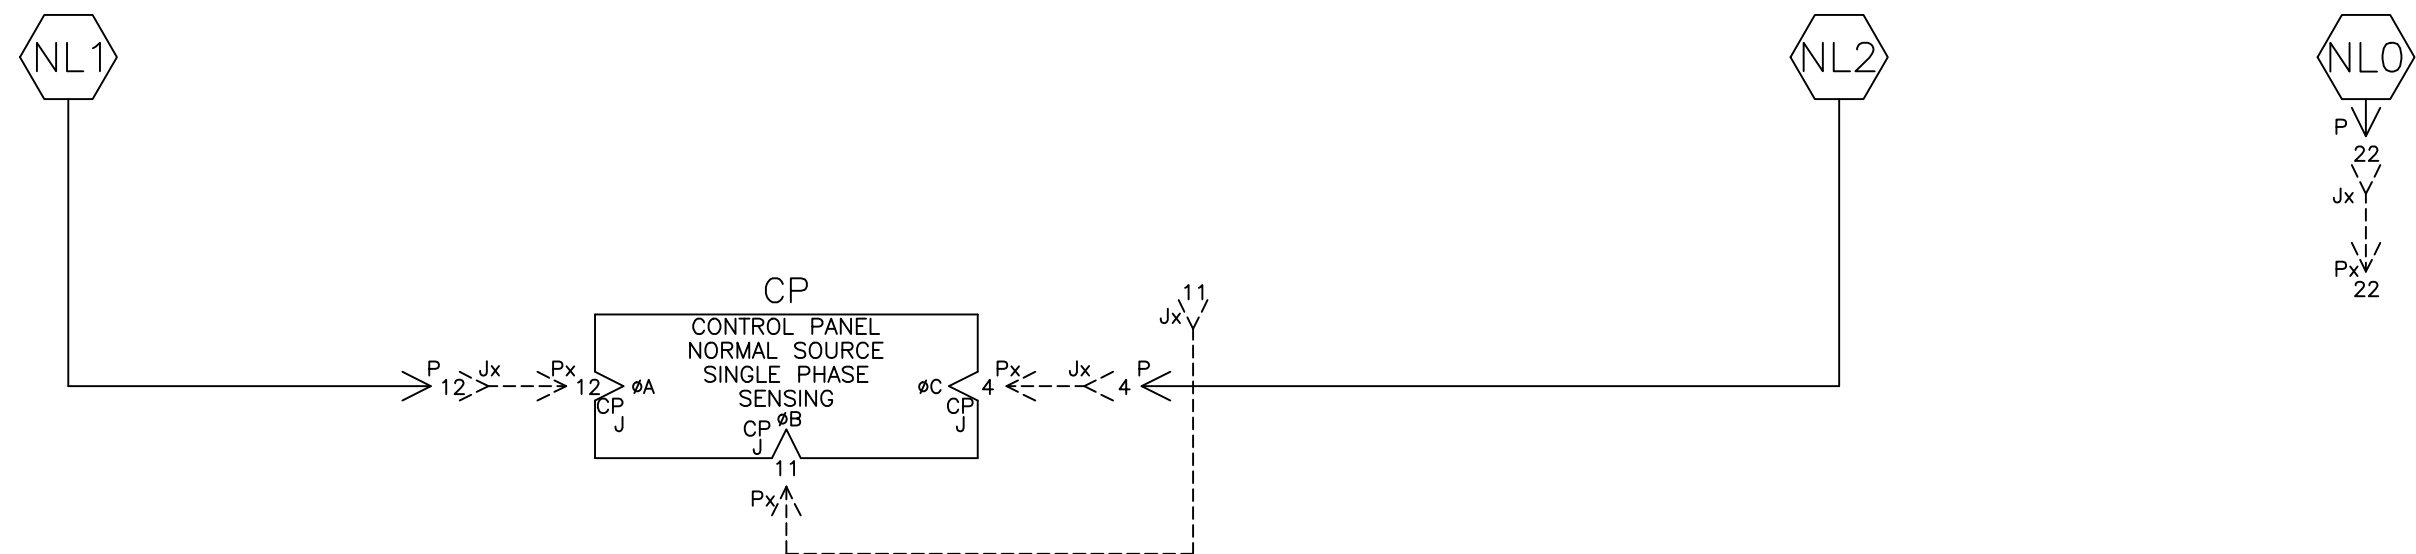 NL1
NL2
NL0
P
22
Jx
Px
22
CP
11
Jx
CONTROL PANEL
NORMAL SOURCE
SINGLE PHASE
SENSING
P
12
Jx
Px
12
øA
CP
J
øC
CP
J
4
Px
Jx
4
P
øB
CP
J
11
Px